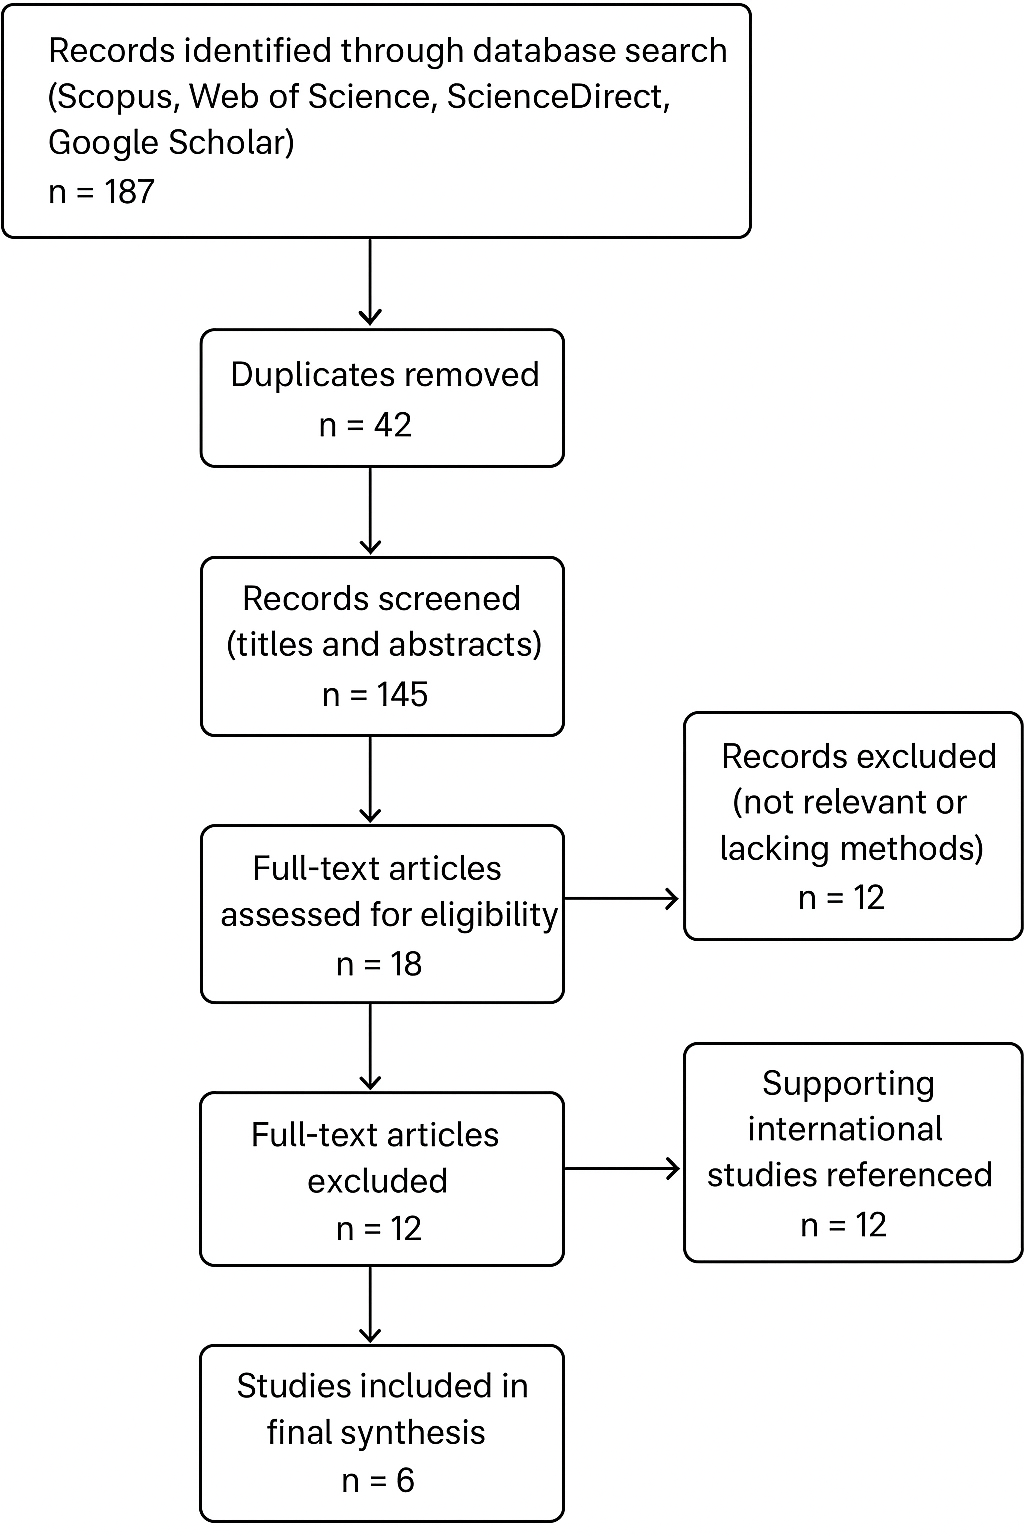 Records identified through database search
(Scopus, Web of Science, ScienceDirect,
Google Scholar)
n = 187
Duplicates removed
n = 42
Records screened
(titles and abstracts)
n = 145
Full-text articles
assessed for eligibility
n = 18
Records excluded
(not relevant or
lacking methods)
n = 12
Full-text articles
excluded
n = 12
Supporting
international
studies referenced
n = 12
Studies included in
final synthesis
n = 6